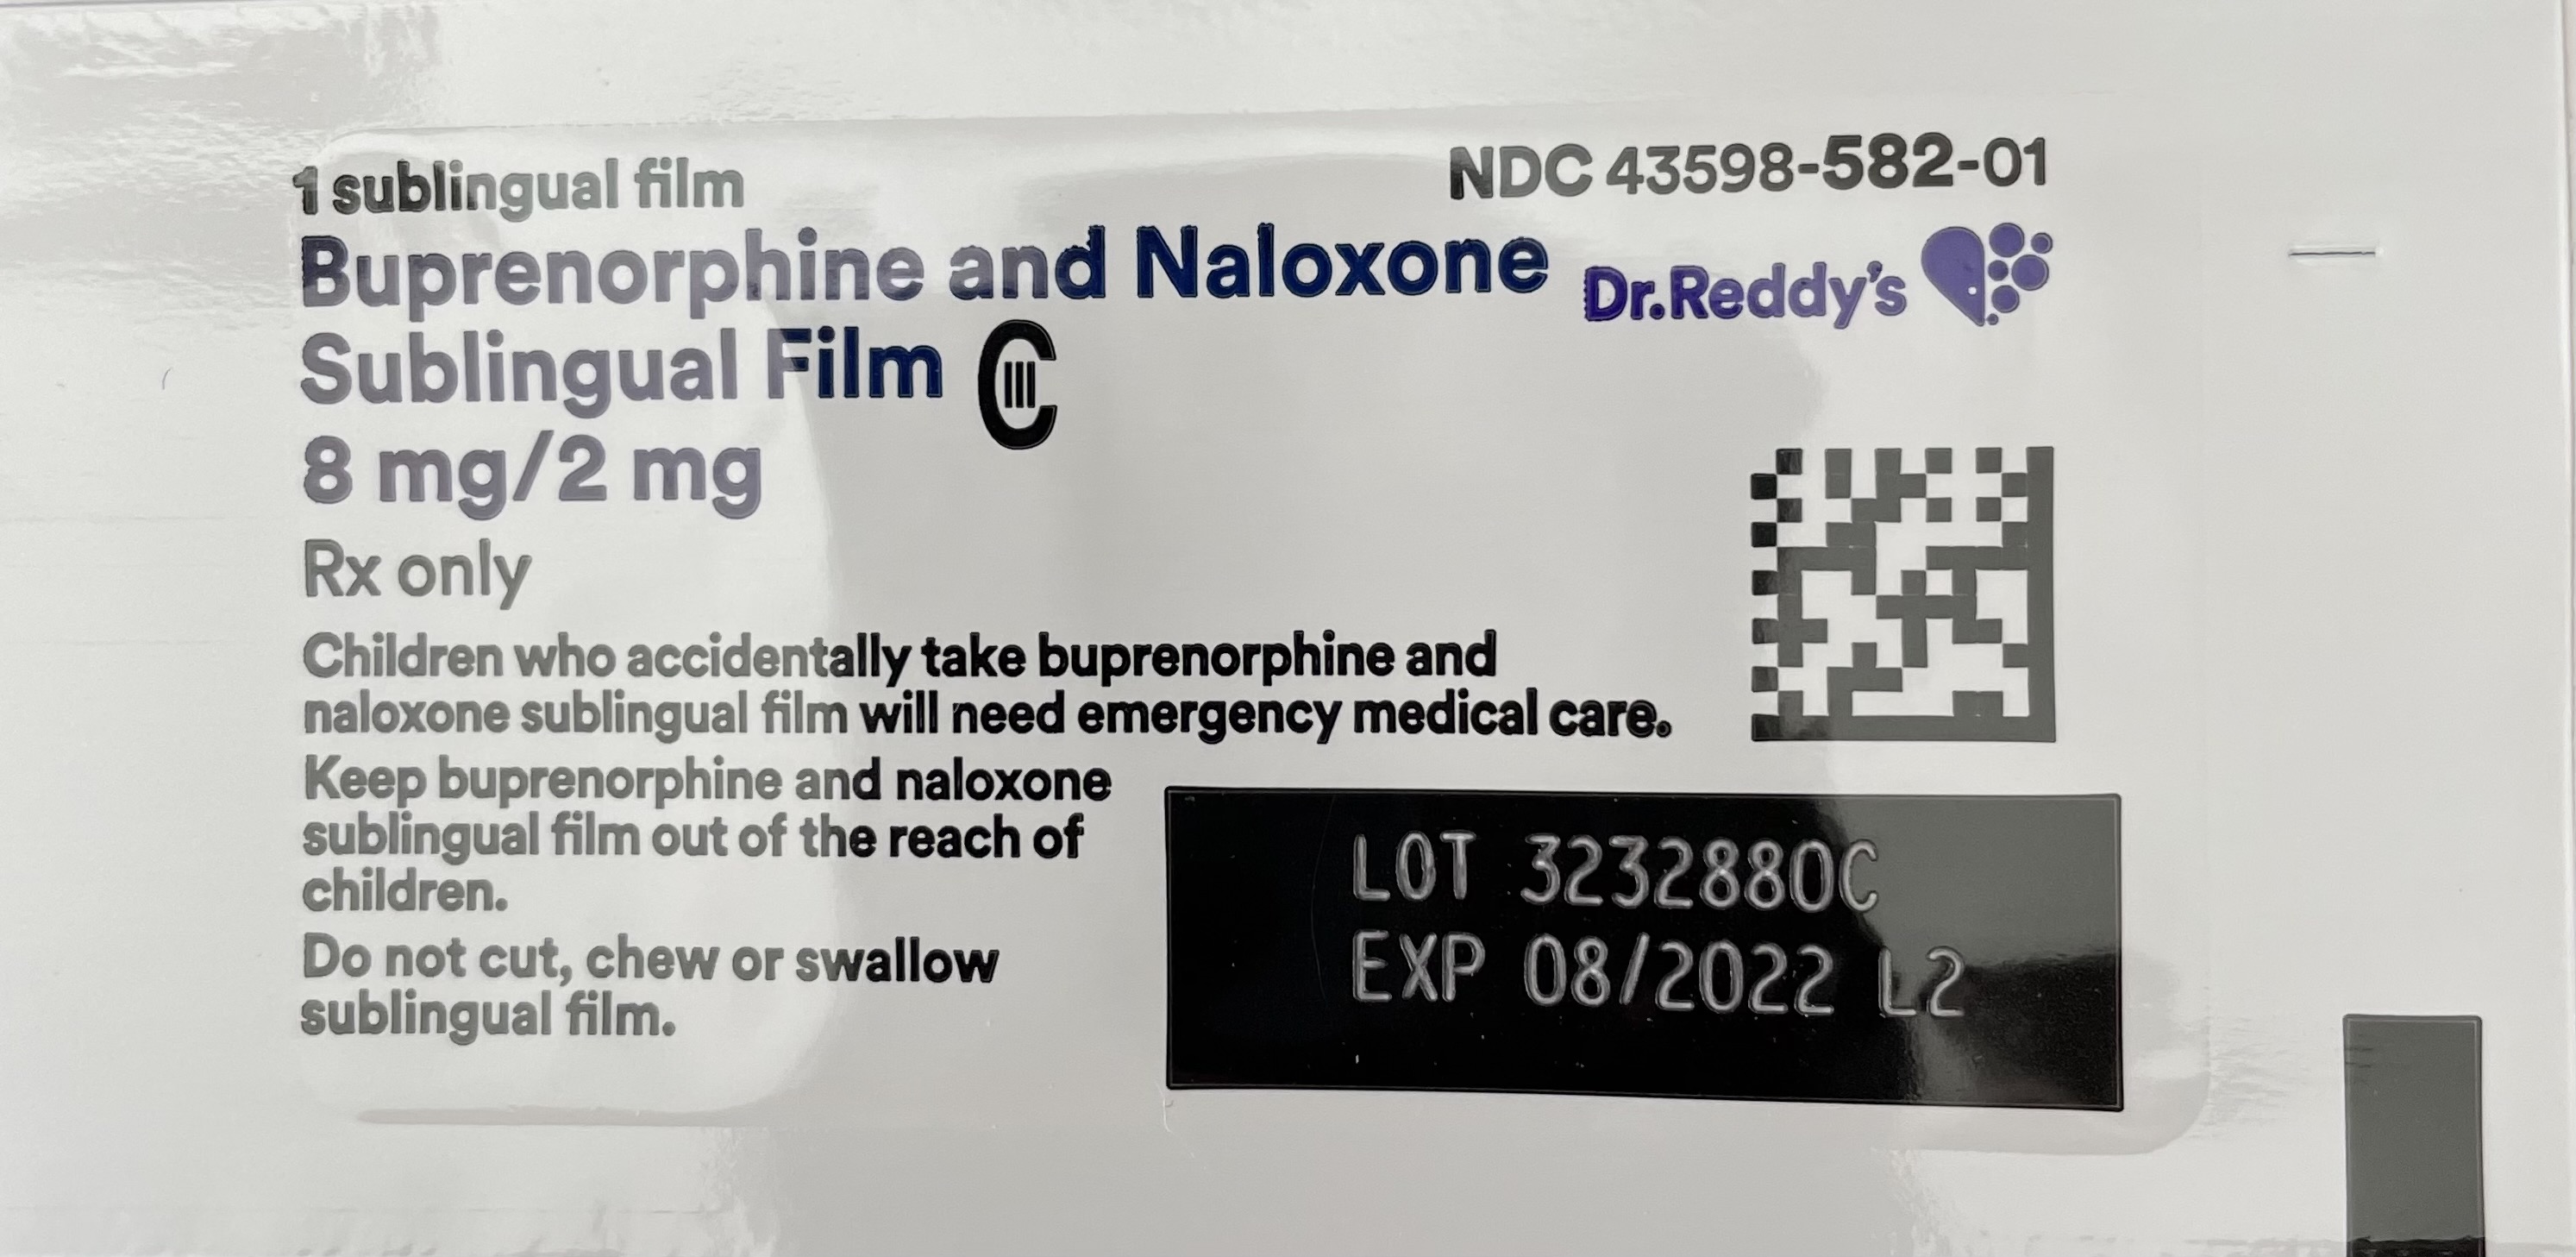 1 sublingual film
NDC 43598-582-01
Buprenorphine and Naloxone
Dr.Reddy's
Sublingual Film CIII
8 mg/2 mg
Rx only
Children who accidentally take buprenorphine and
naloxone sublingual film will need emergency medical care.
Keep buprenorphine and naloxone
sublingual film out of the reach of
children.
Do not cut, chew or swallow
sublingual film.
LOT 3232880C
EXP 08/2022 L2